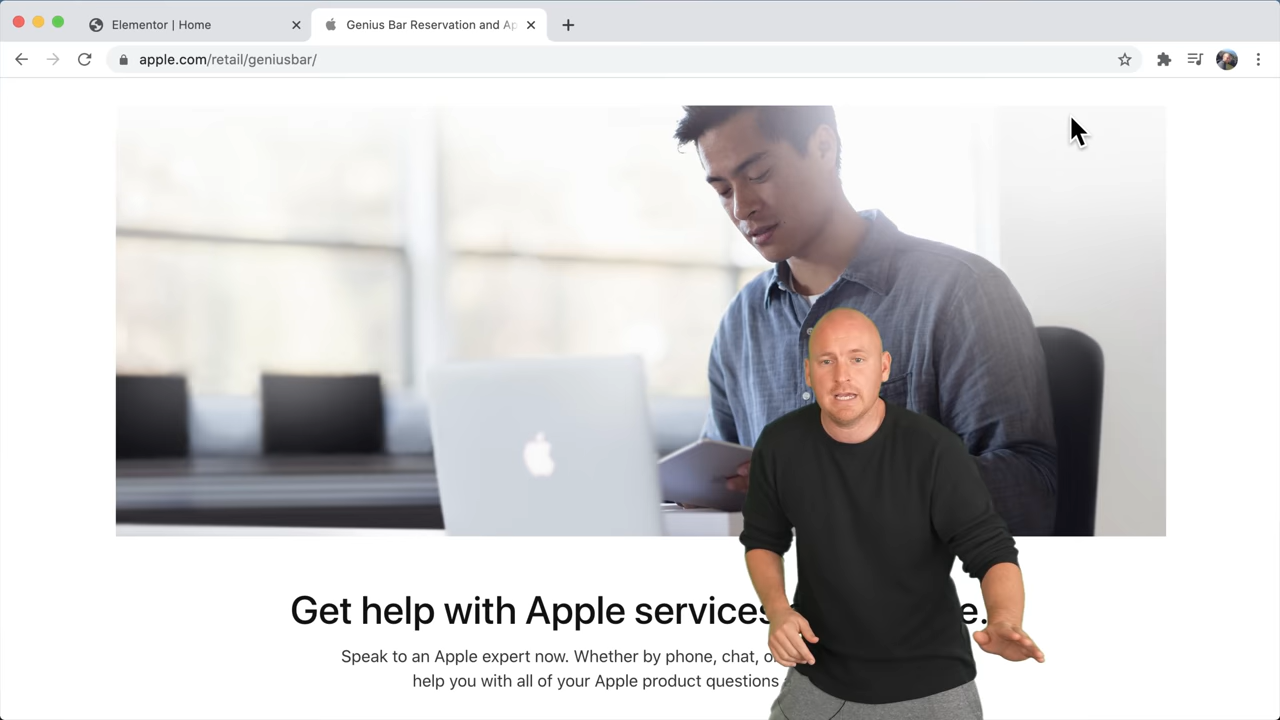 Elementor | Home
Genius Bar Reservation and Ap
apple.com/retail/geniusbar/
Get help with Apple services e.
Speak to an Apple expert now. Whether by phone, chat, o
help you with all of your Apple product questions